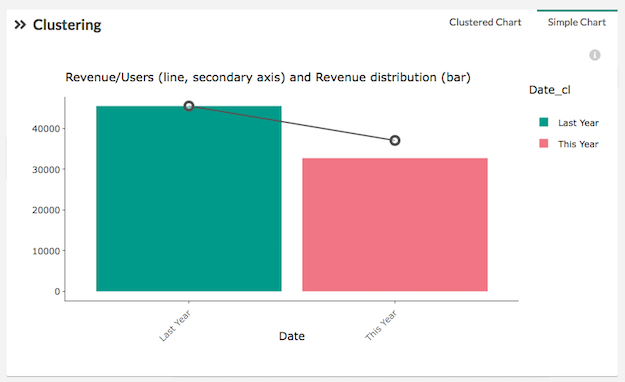 Clustering
Clustered Chart
Simple Chart
Revenue/Users (line, secondary axis) and Revenue distribution (bar)
Date_cl
Last Year
This Year
40000
30000
20000
10000
0
Last Year
This Year
Date